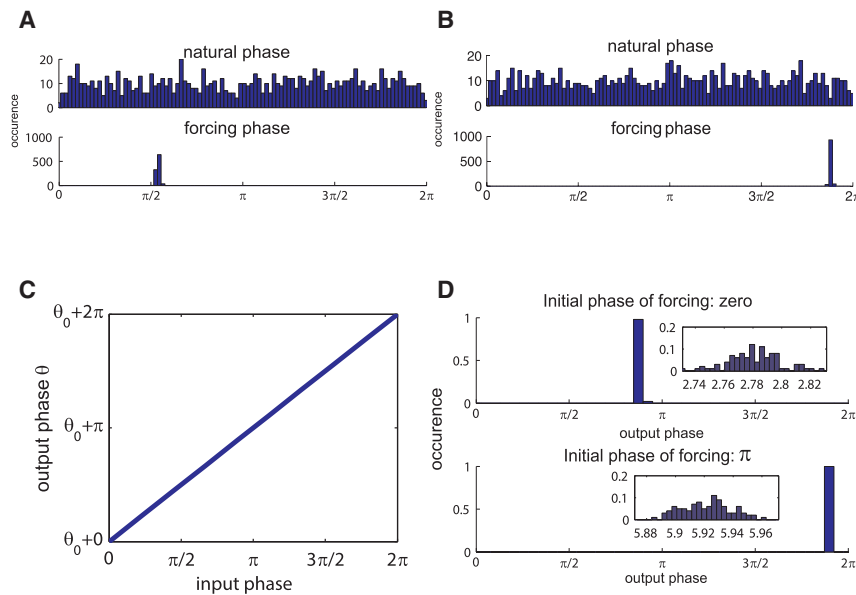 A
natural phase
20
10
0
occurence
forcing phase
1000
500
0
0 π/2 π 3π/2 2π
B
natural phase
20
10
0
0 π/2 π 3π/2 2π
occurence
forcing phase
1000
500
0
0 π/2 π 3π/2 2π
C
θ0+2π
θ0+π
θ0+0
output phase θ
0 π/2 π 3π/2 2π
input phase
D
Initial phase of forcing: zero
1
0.5
0
0.2
0.1
0
2.74 2.76 2.78 2.8 2.82
0 π/2 π 3π/2 2π
output phase
occurence
Initial phase of forcing: π
1
0.5
0
0.2
0.1
0
5.88 5.9 5.92 5.94 5.96
0 π/2 π 3π/2 2π
output phase